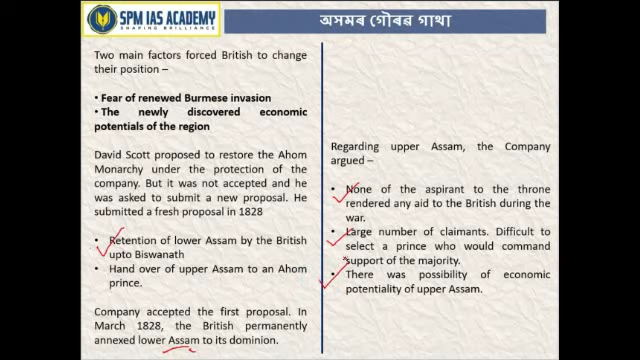 SPM IAS ACADEMY
SHAPING BRILLIANCE
অসমৰ গৌৰৱ গাথা
Two main factors forced British to change
their position –
• Fear of renewed Burmese invasion
• The newly discovered economic
potentials of the region
David Scott proposed to restore the Ahom
Monarchy under the protection of the
company. But it was not accepted and he
was asked to submit a new proposal. He
submitted a fresh proposal in 1828
• Retention of lower Assam by the British
upto Biswanath
• Hand over of upper Assam to an Ahom
prince.
Company accepted the first proposal. In
March 1828, the British permanently
annexed lower Assam to its dominion.
Regarding upper Assam, the Company
argued –
• None of the aspirant to the throne
rendered any aid to the British during the
war.
• Large number of claimants. Difficult to
select a prince who would command
support of the majority.
• There was possibility of economic
potentiality of upper Assam.